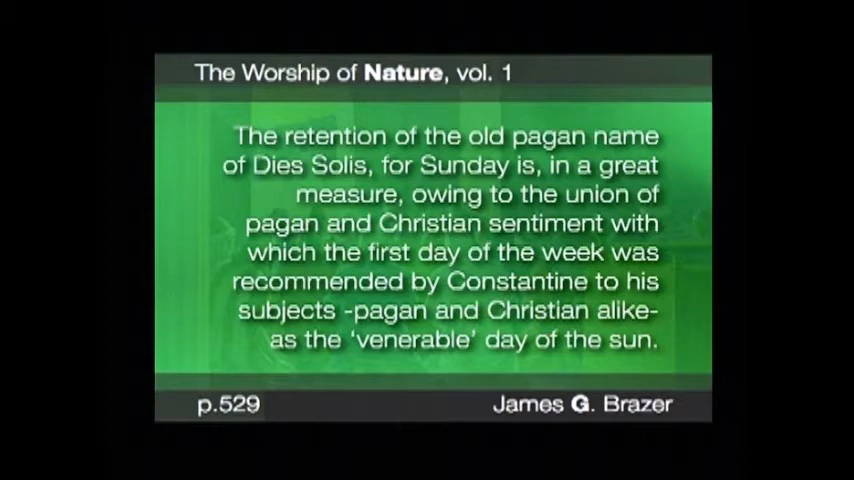 The Worship of Nature, vol. 1
The retention of the old pagan name
of Dies Solis, for Sunday is, in a great
measure, owing to the union of
pagan and Christian sentiment with
which the first day of the week was
recommended by Constantine to his
subjects -pagan and Christian alike-
as the ‘venerable’ day of the sun.
p.529
James G. Brazer